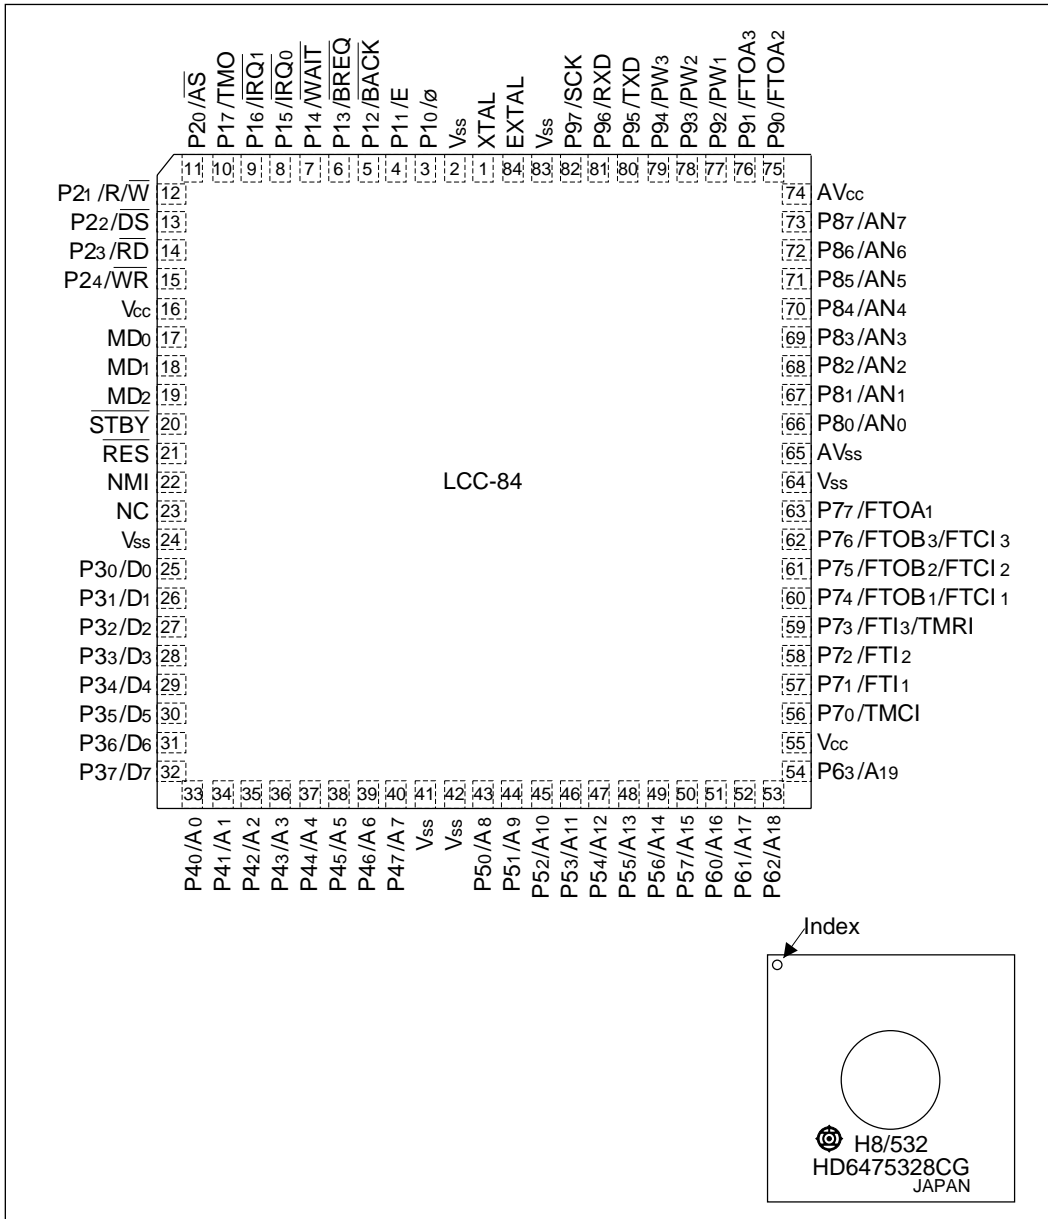 P20/A̅S̅
P17/TMO
P16/I̅R̅Q̅1̅
P15/I̅R̅Q̅0̅
P14/W̅A̅I̅T̅
P13/B̅R̅E̅Q̅
P12/B̅A̅C̅K̅
P11/E
P10/ø
Vss
XTAL
EXTAL
Vss
P97/SCK
P96/RXD
P95/TXD
P94/PW3
P93/PW2
P92/PW1
P91/FTOA3
P90/FTOA2
11 10 9 8 7 6 5 4 3 2 1 84 83 82 81 80 79 78 77 76 75
P21/R/W̅ 12
P22/D̅S̅ 13
P23/R̅D̅ 14
P24/W̅R̅ 15
Vcc 16
MD0 17
MD1 18
MD2 19
S̅T̅B̅Y̅ 20
R̅E̅S̅ 21
NMI 22
NC 23
Vss 24
P30/D0 25
P31/D1 26
P32/D2 27
P33/D3 28
P34/D4 29
P35/D5 30
P36/D6 31
P37/D7 32
LCC-84
74 AVcc
73 P87/AN7
72 P86/AN6
71 P85/AN5
70 P84/AN4
69 P83/AN3
68 P82/AN2
67 P81/AN1
66 P80/AN0
65 AVss
64 Vss
63 P77/FTOA1
62 P76/FTOB3/FTCI3
61 P75/FTOB2/FTCI2
60 P74/FTOB1/FTCI1
59 P73/FTI3/TMRI
58 P72/FTI2
57 P71/FTI1
56 P70/TMCI
55 Vcc
54 P63/A19
33 34 35 36 37 38 39 40 41 42 43 44 45 46 47 48 49 50 51 52 53
P40/A0
P41/A1
P42/A2
P43/A3
P44/A4
P45/A5
P46/A6
P47/A7
Vss
Vss
P50/A8
P51/A9
P52/A10
P53/A11
P54/A12
P55/A13
P56/A14
P57/A15
P60/A16
P61/A17
P62/A18
Index
H8/532
HD6475328CG
JAPAN